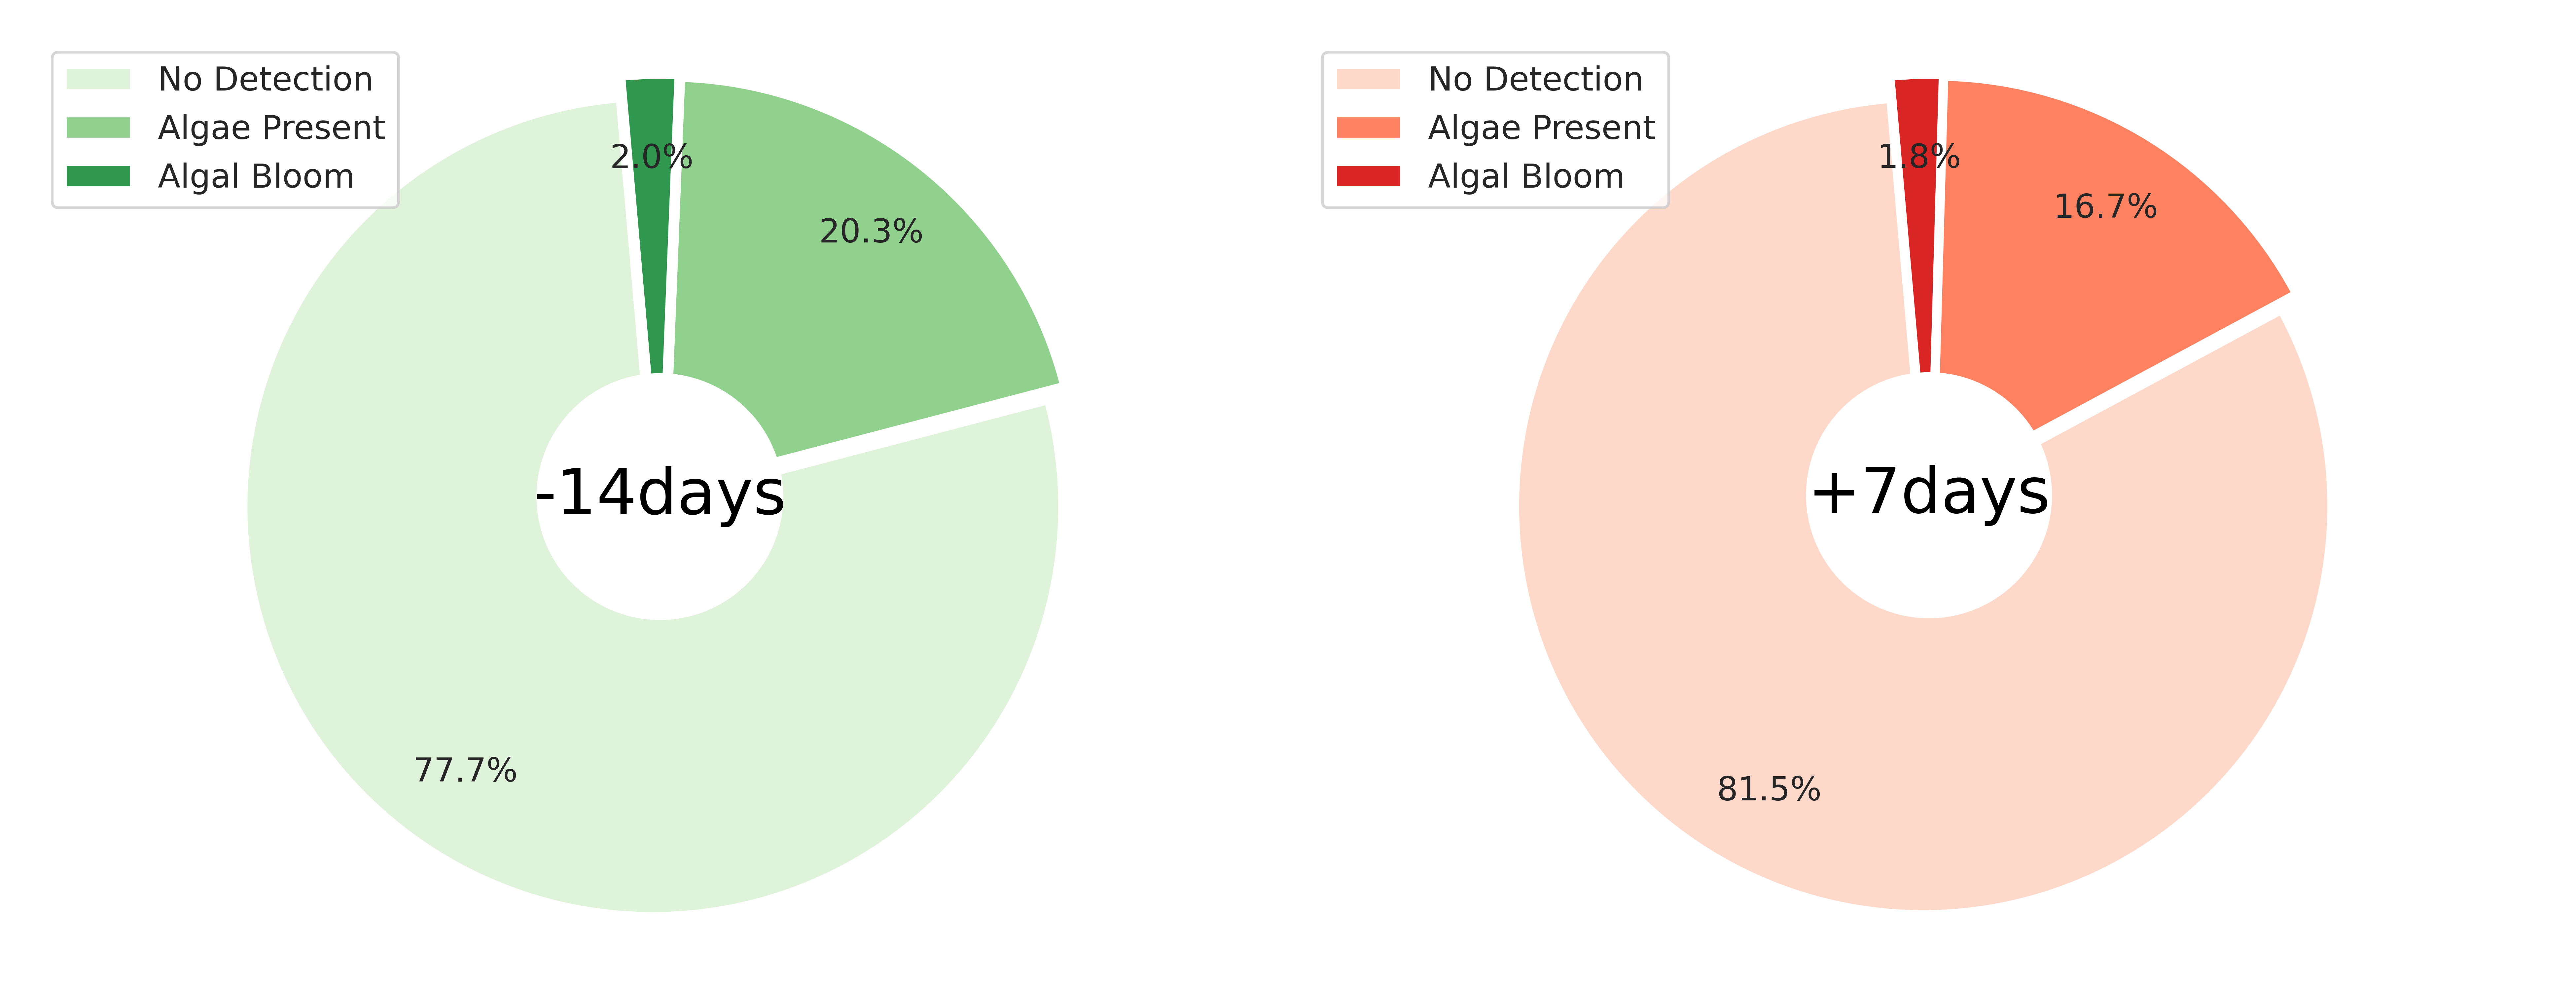 No Detection
Algae Present
Algal Bloom
2.0%
20.3%
-14days
77.7%
No Detection
Algae Present
Algal Bloom
1.8%
16.7%
+7days
81.5%